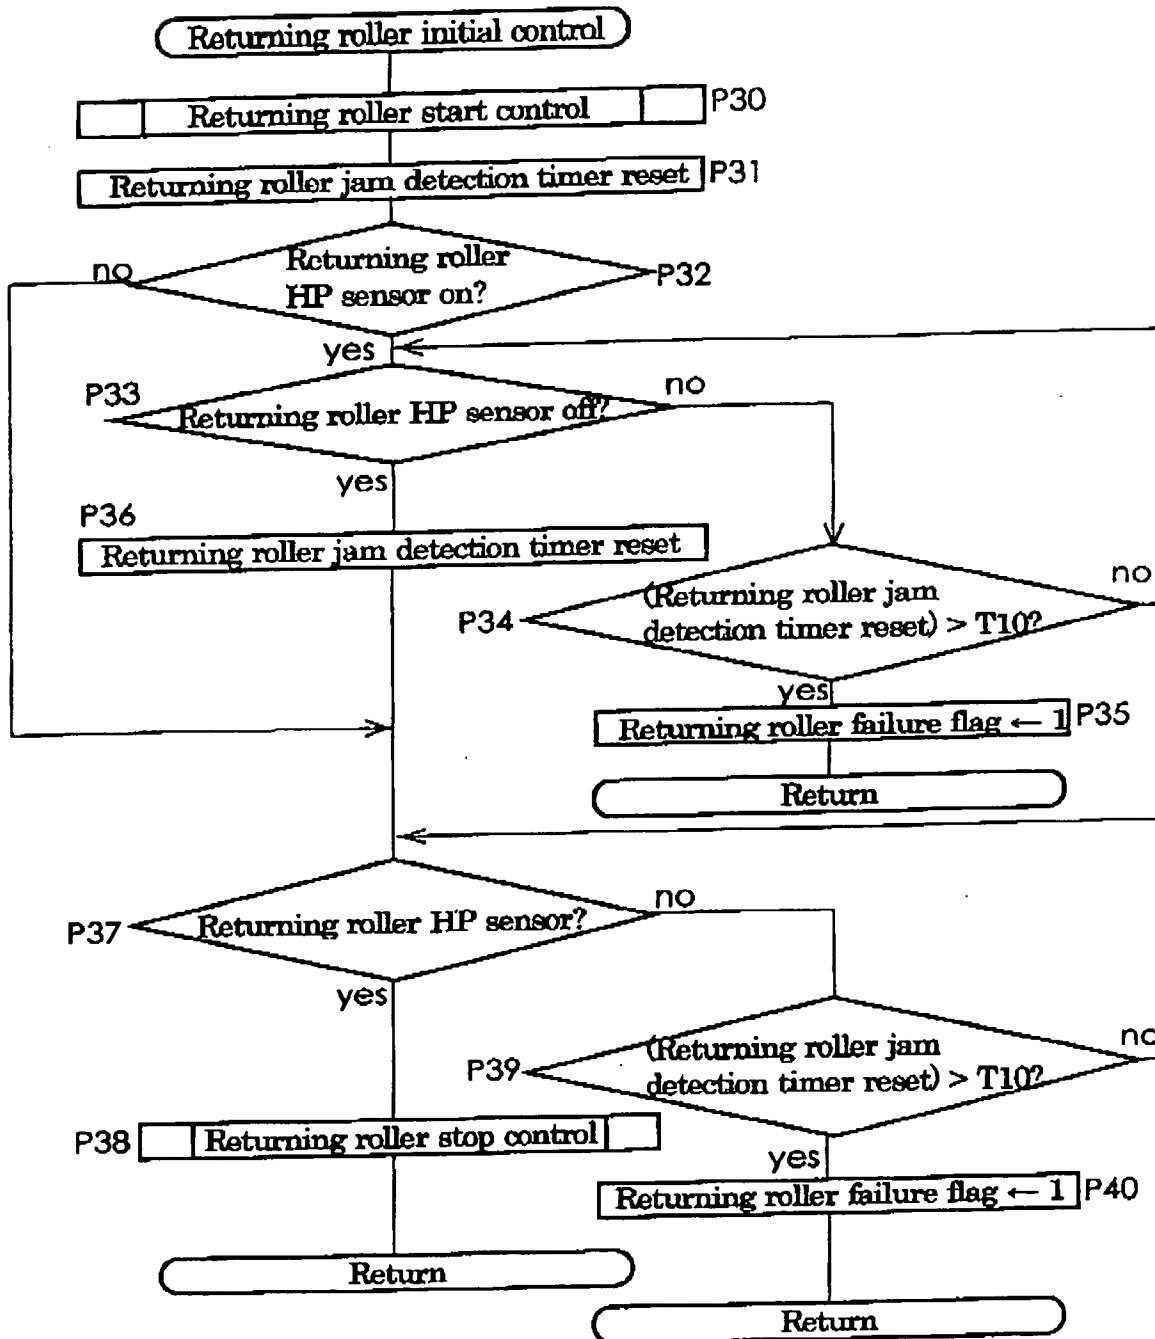 Returning roller initial control
Returning roller start control
P30
Returning roller jam detection timer reset
P31
Returning roller
HP sensor on?
P32
no
yes
P33
Returning roller HP sensor off?
no
yes
P36
Returning roller jam detection timer reset
P34
(Returning roller jam
detection timer reset) > T10?
no
yes
Returning roller failure flag ← 1
P35
Return
P37
Returning roller HP sensor?
no
yes
P39
(Returning roller jam
detection timer reset) > T10?
no
yes
P38
Returning roller stop control
Returning roller failure flag ← 1
P40
Return
Return